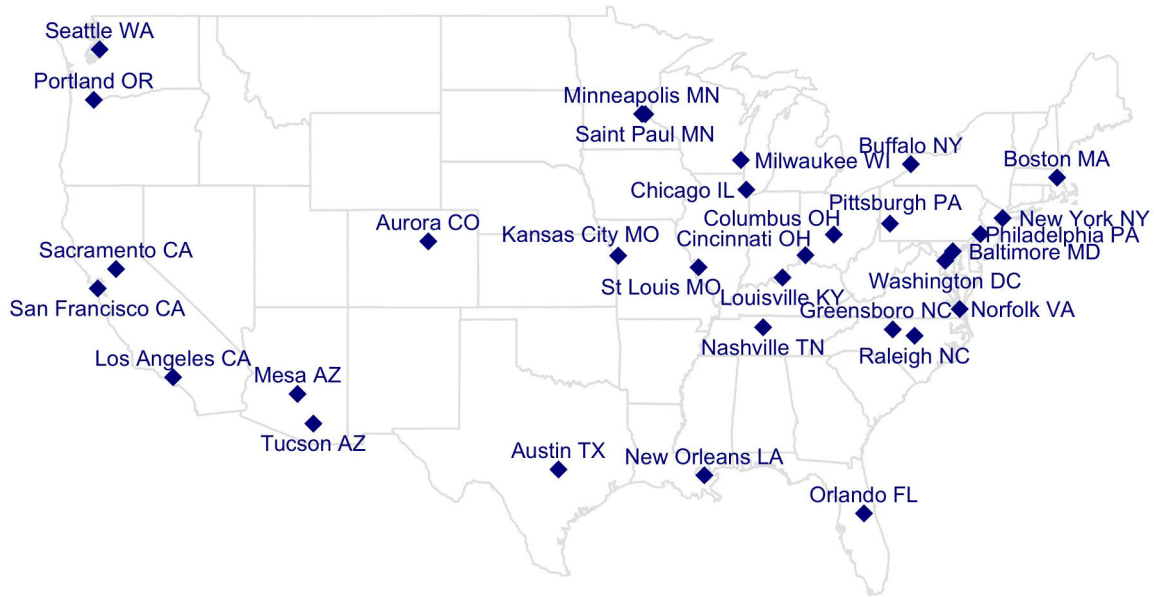 Seattle WA
Portland OR
Minneapolis MN
Saint Paul MN
Buffalo NY
Milwaukee WI
Boston MA
Chicago IL
Pittsburgh PA
Columbus OH
New York NY
Aurora CO
Kansas City MO
Cincinnati OH
Philadelphia PA
Sacramento CA
Baltimore MD
St Louis MO
Washington DC
San Francisco CA
Louisville KY
Greensboro NC
Norfolk VA
Nashville TN
Raleigh NC
Los Angeles CA
Mesa AZ
Tucson AZ
Austin TX
New Orleans LA
Orlando FL